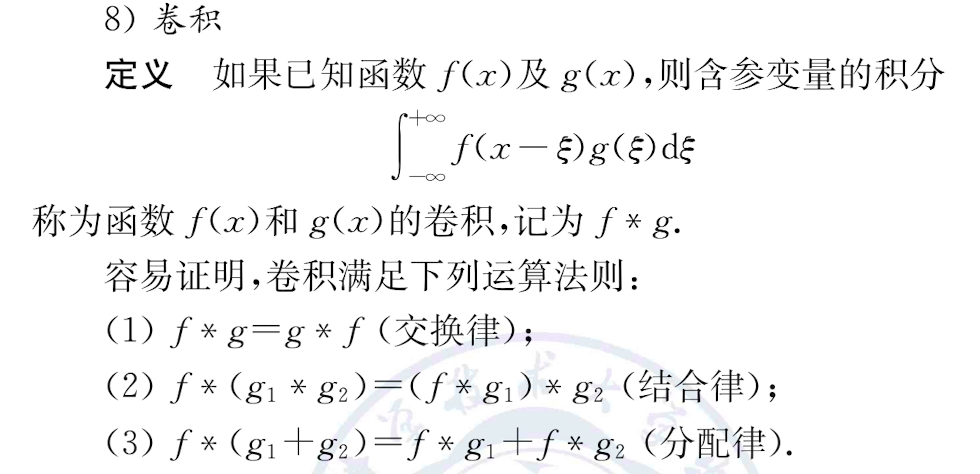 8) 卷积
定义 如果已知函数 f(x)及 g(x),则含参变量的积分
∫_{-∞}^{+∞} f(x-ξ)g(ξ)dξ
称为函数 f(x)和 g(x)的卷积,记为 f * g.
容易证明,卷积满足下列运算法则:
(1) f * g=g * f (交换律);
(2) f * (g₁ * g₂)=(f * g₁) * g₂ (结合律);
(3) f * (g₁+g₂)=f * g₁+f * g₂ (分配律).